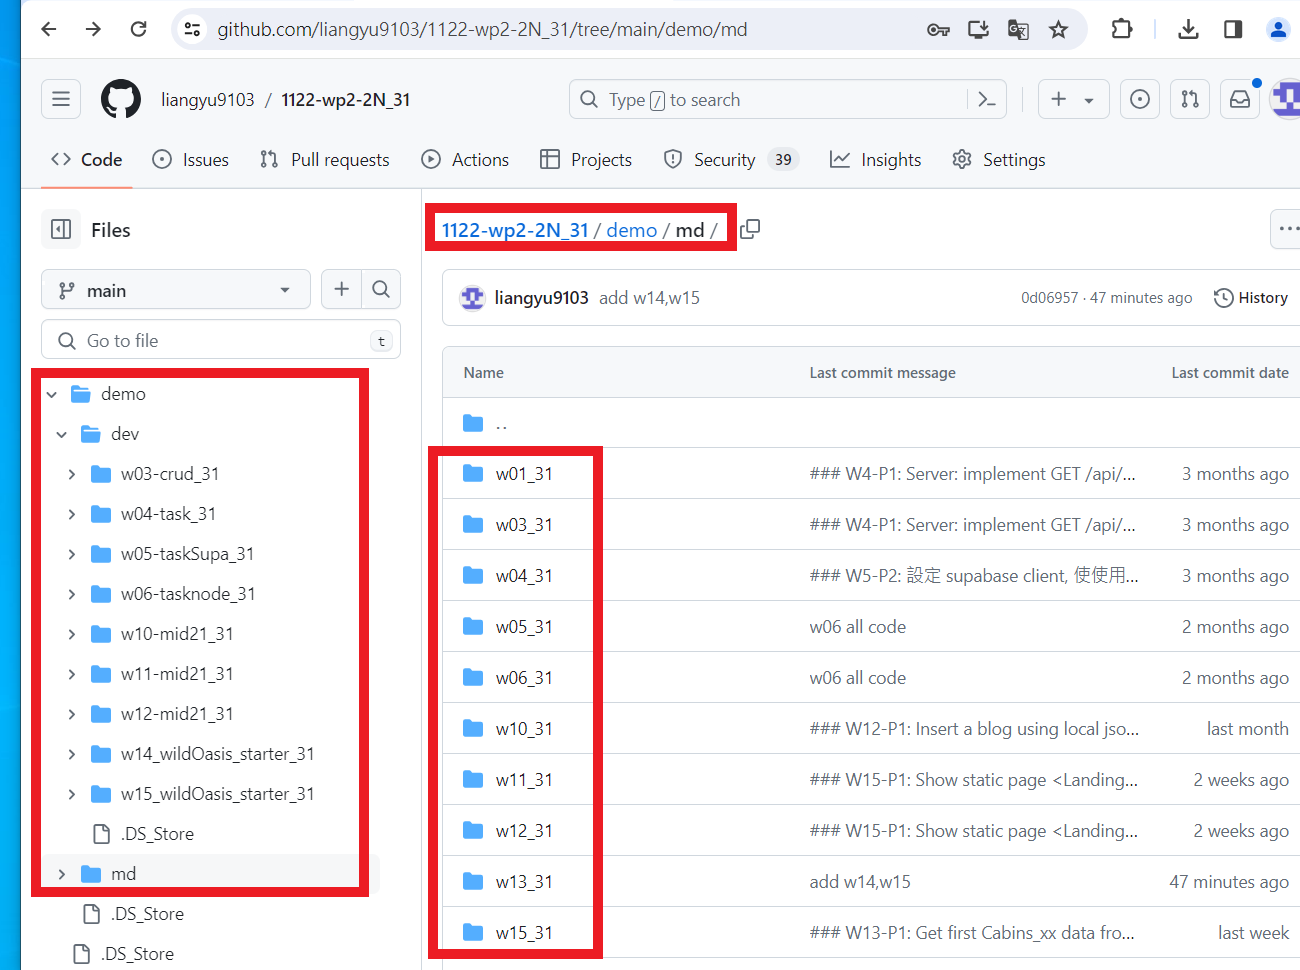 github.com/liangyu9103/1122-wp2-2N_31/tree/main/demo/md
liangyu9103 / 1122-wp2-2N_31
Type / to search
Code
Issues
Pull requests
Actions
Projects
Security 39
Insights
Settings
Files
main
Go to file
t
demo
dev
w03-crud_31
w04-task_31
w05-taskSupa_31
w06-tasknode_31
w10-mid21_31
w11-mid21_31
w12-mid21_31
w14_wildOasis_starter_31
w15_wildOasis_starter_31
.DS_Store
md
.DS_Store
.DS_Store
1122-wp2-2N_31 / demo / md /
liangyu9103 add w14,w15
0d06957 · 47 minutes ago
History
Name Last commit message Last commit date
..
w01_31 ### W4-P1: Server: implement GET /api/... 3 months ago
w03_31 ### W4-P1: Server: implement GET /api/... 3 months ago
w04_31 ### W5-P2: 設定 supabase client, 使使用... 3 months ago
w05_31 w06 all code 2 months ago
w06_31 w06 all code 2 months ago
w10_31 ### W12-P1: Insert a blog using local jso... last month
w11_31 ### W15-P1: Show static page <Landing... 2 weeks ago
w12_31 ### W15-P1: Show static page <Landing... 2 weeks ago
w13_31 add w14,w15 47 minutes ago
w15_31 ### W13-P1: Get first Cabins_xx data fro... last week